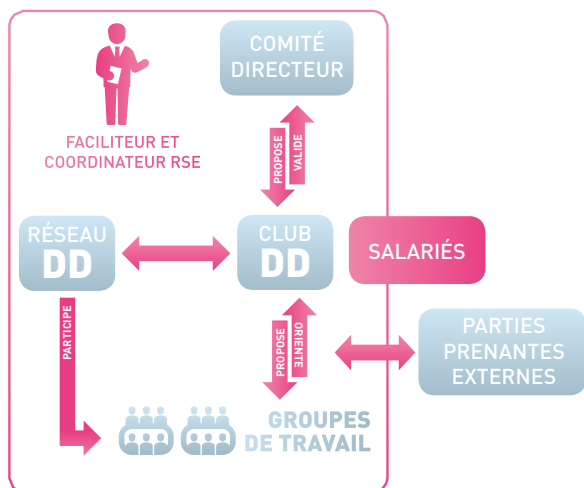 COMITÉ
DIRECTEUR
FACILITEUR ET
COORDINATEUR RSE
PROPOSE
VALIDE
RÉSEAU
DD
CLUB
DD
SALARIÉS
PARTICIPE
PROPOSE
ORIENTE
PARTIES
PRENANTES
EXTERNES
GROUPES
DE TRAVAIL